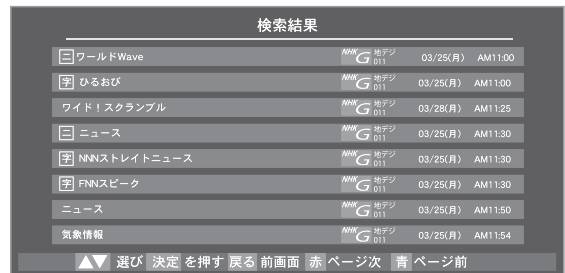 検索結果
二 ワールドWave NHK G 地デジ 011 03/25(月) AM11:00
字 ひるおび NHK G 地デジ 011 03/25(月) AM11:00
ワイド！スクランブル NHK G 地デジ 011 03/28(月) AM11:25
二 ニュース NHK G 地デジ 011 03/25(月) AM11:30
字 NNNストレイトニュース NHK G 地デジ 011 03/25(月) AM11:30
字 FNNスピーク NHK G 地デジ 011 03/25(月) AM11:30
ニュース NHK G 地デジ 011 03/25(月) AM11:50
気象情報 NHK G 地デジ 011 03/25(月) AM11:54
▲▼ 選び 決定 を押す 戻る 前画面 赤 ページ次 青 ページ前